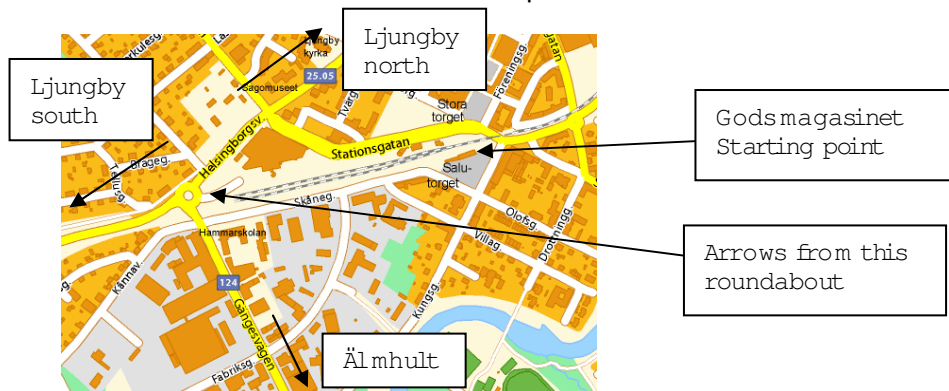 Ljungby
north
Ljungby
south
Godsmagasinet
Starting point
Arrows from this
roundabout
Älmhult
Ljungby
kyrka
25.05
Sagomuseet
Stora
torget
Föreningsg.
Stationsgatan
Helsingborgsv.
Brageg.
Tellusg.
Salu-
torget
Skåneg.
Olofsg.
Villag.
Drottningg.
Hammarskolan
Kånnav.
124
Gängesvägen
Kungsg.
Fabriksg.